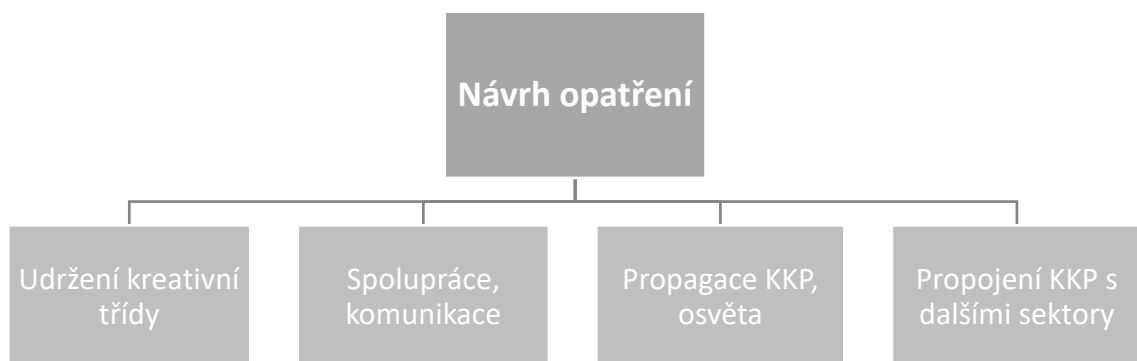 Návrh opatření
Udržení kreativní
třídy
Spolupráce,
komunikace
Propagace KKP,
osvěta
Propojení KKP s
dalšími sektory